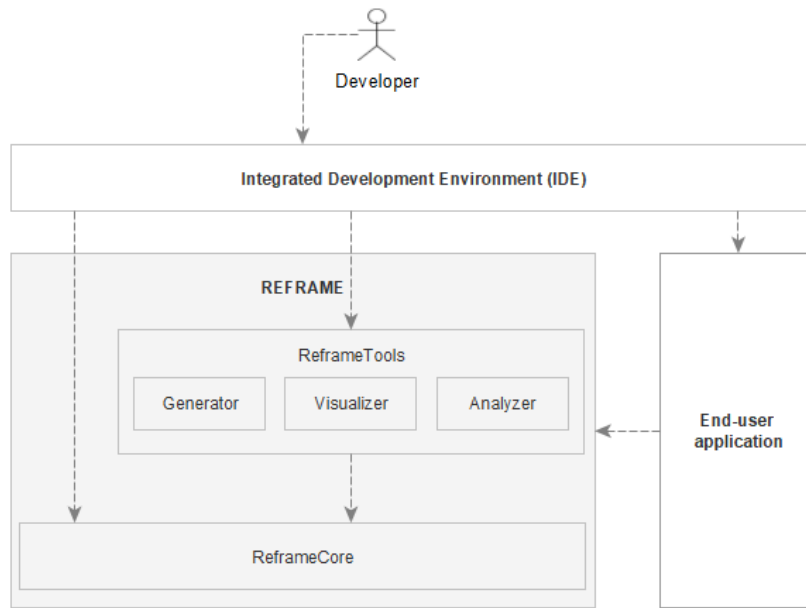 Developer
Integrated Development Environment (IDE)
REFRAME
ReframeTools
Generator
Visualizer
Analyzer
End-user
application
ReframeCore